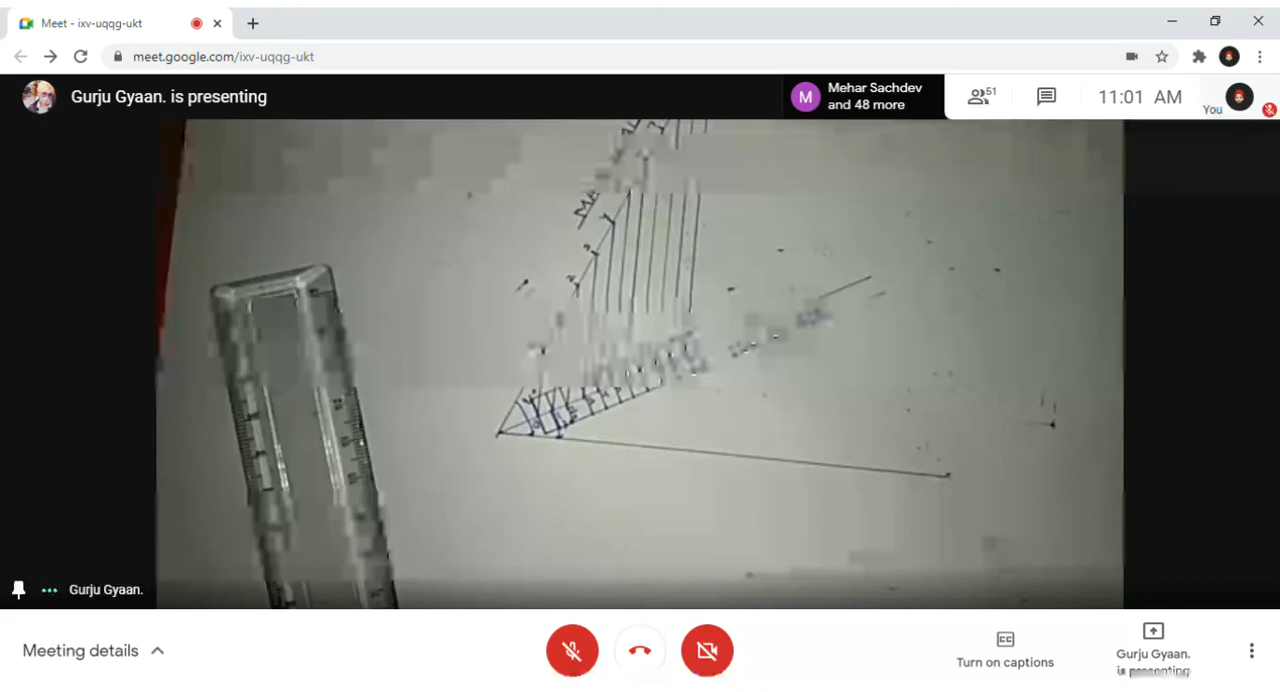 Meet - ixv-uqqg-ukt
meet.google.com/ixv-uqqg-ukt
Gurju Gyaan. is presenting
M
Mehar Sachdev
and 48 more
51
11:01 AM
You
Gurju Gyaan.
Meeting details
Turn on captions
Gurju Gyaan.
is presenting